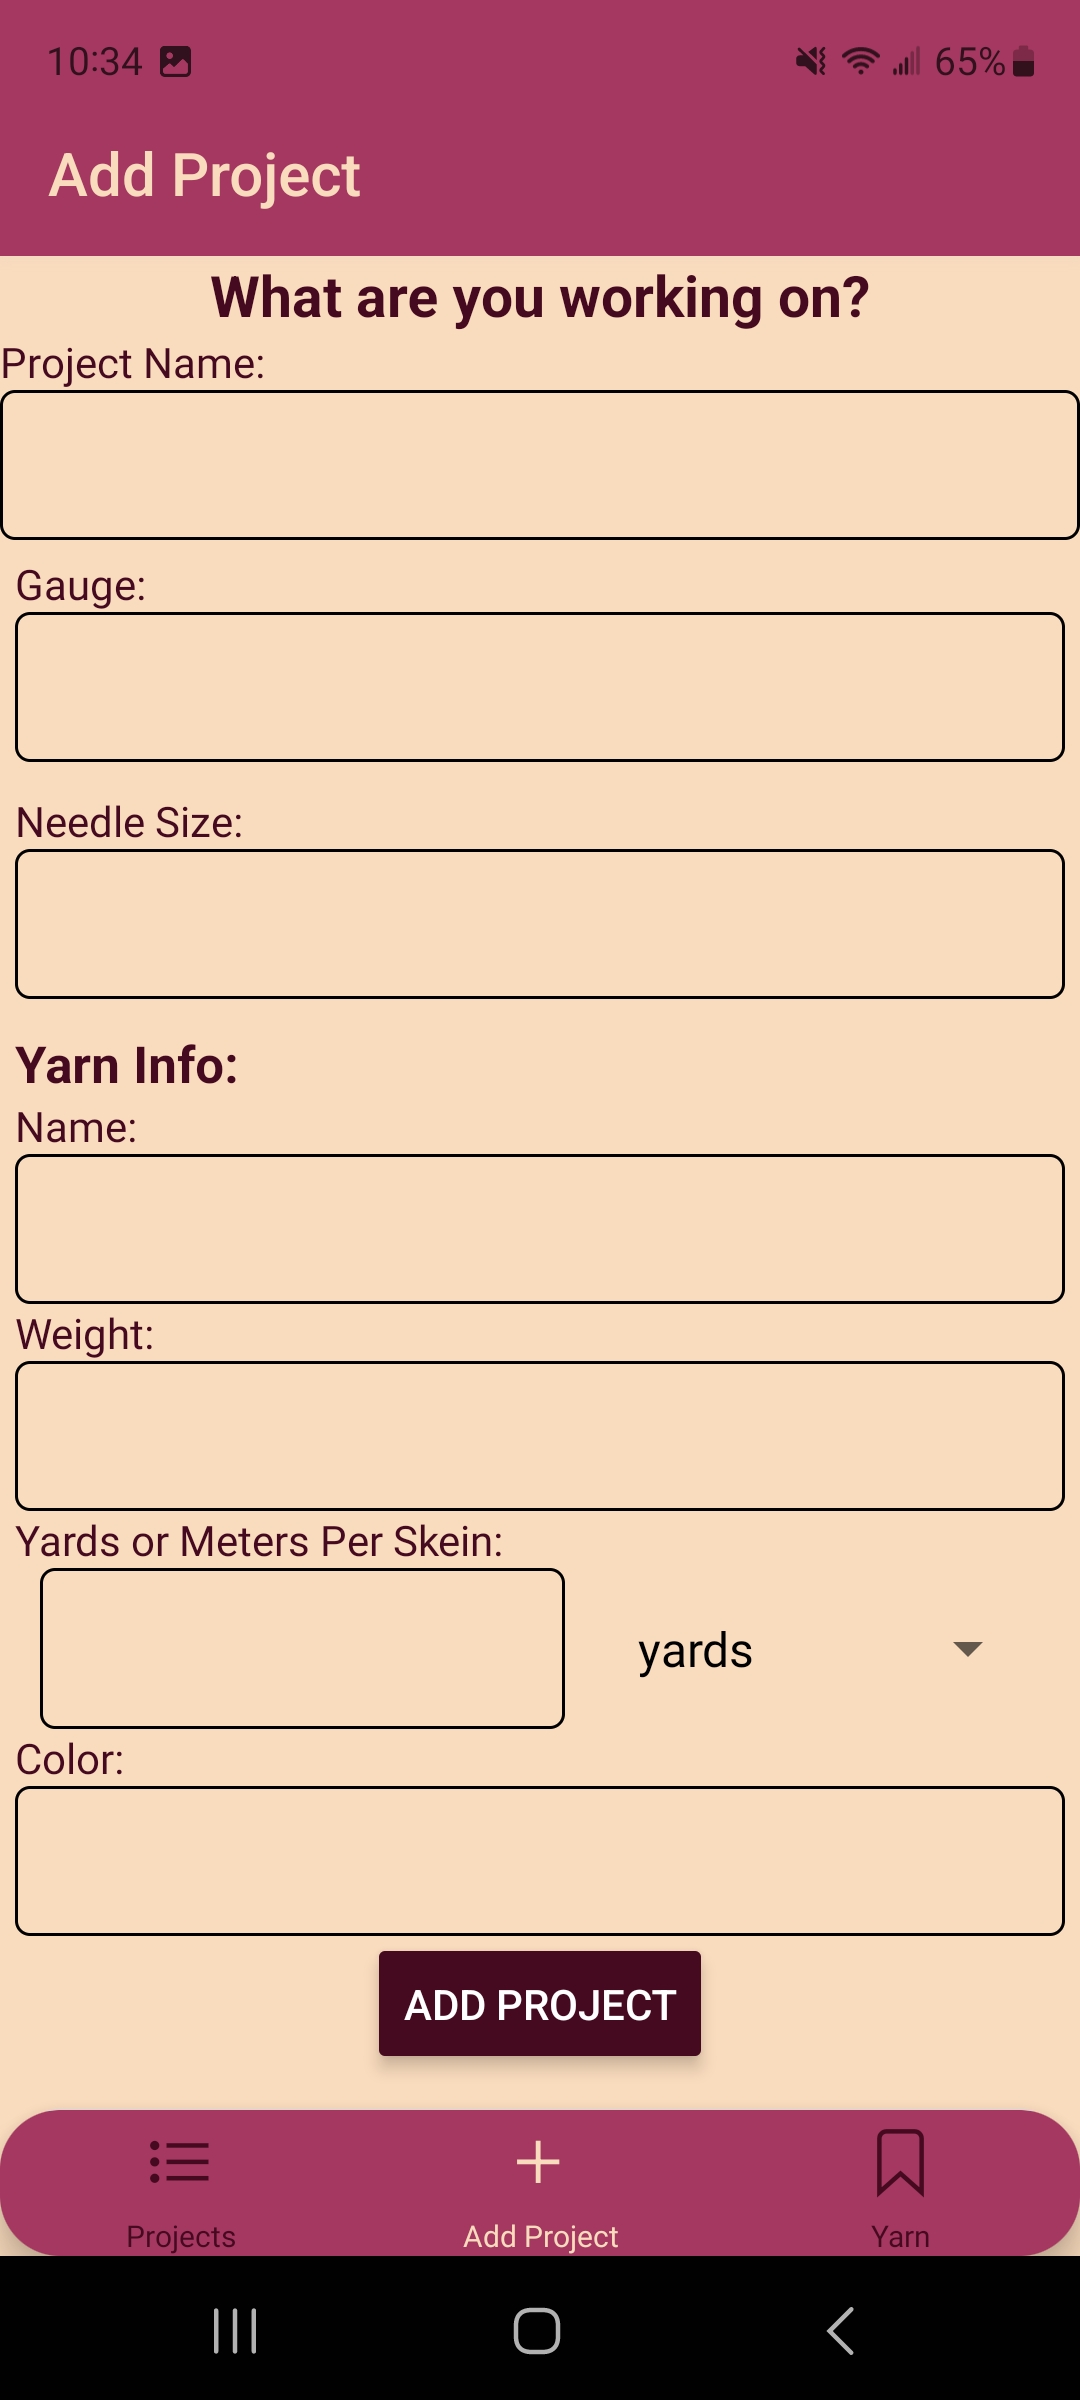 10:34 65%
Add Project
What are you working on?
Project Name:
Gauge:
Needle Size:
Yarn Info:
Name:
Weight:
Yards or Meters Per Skein:
yards
Color:
ADD PROJECT
Projects Add Project Yarn